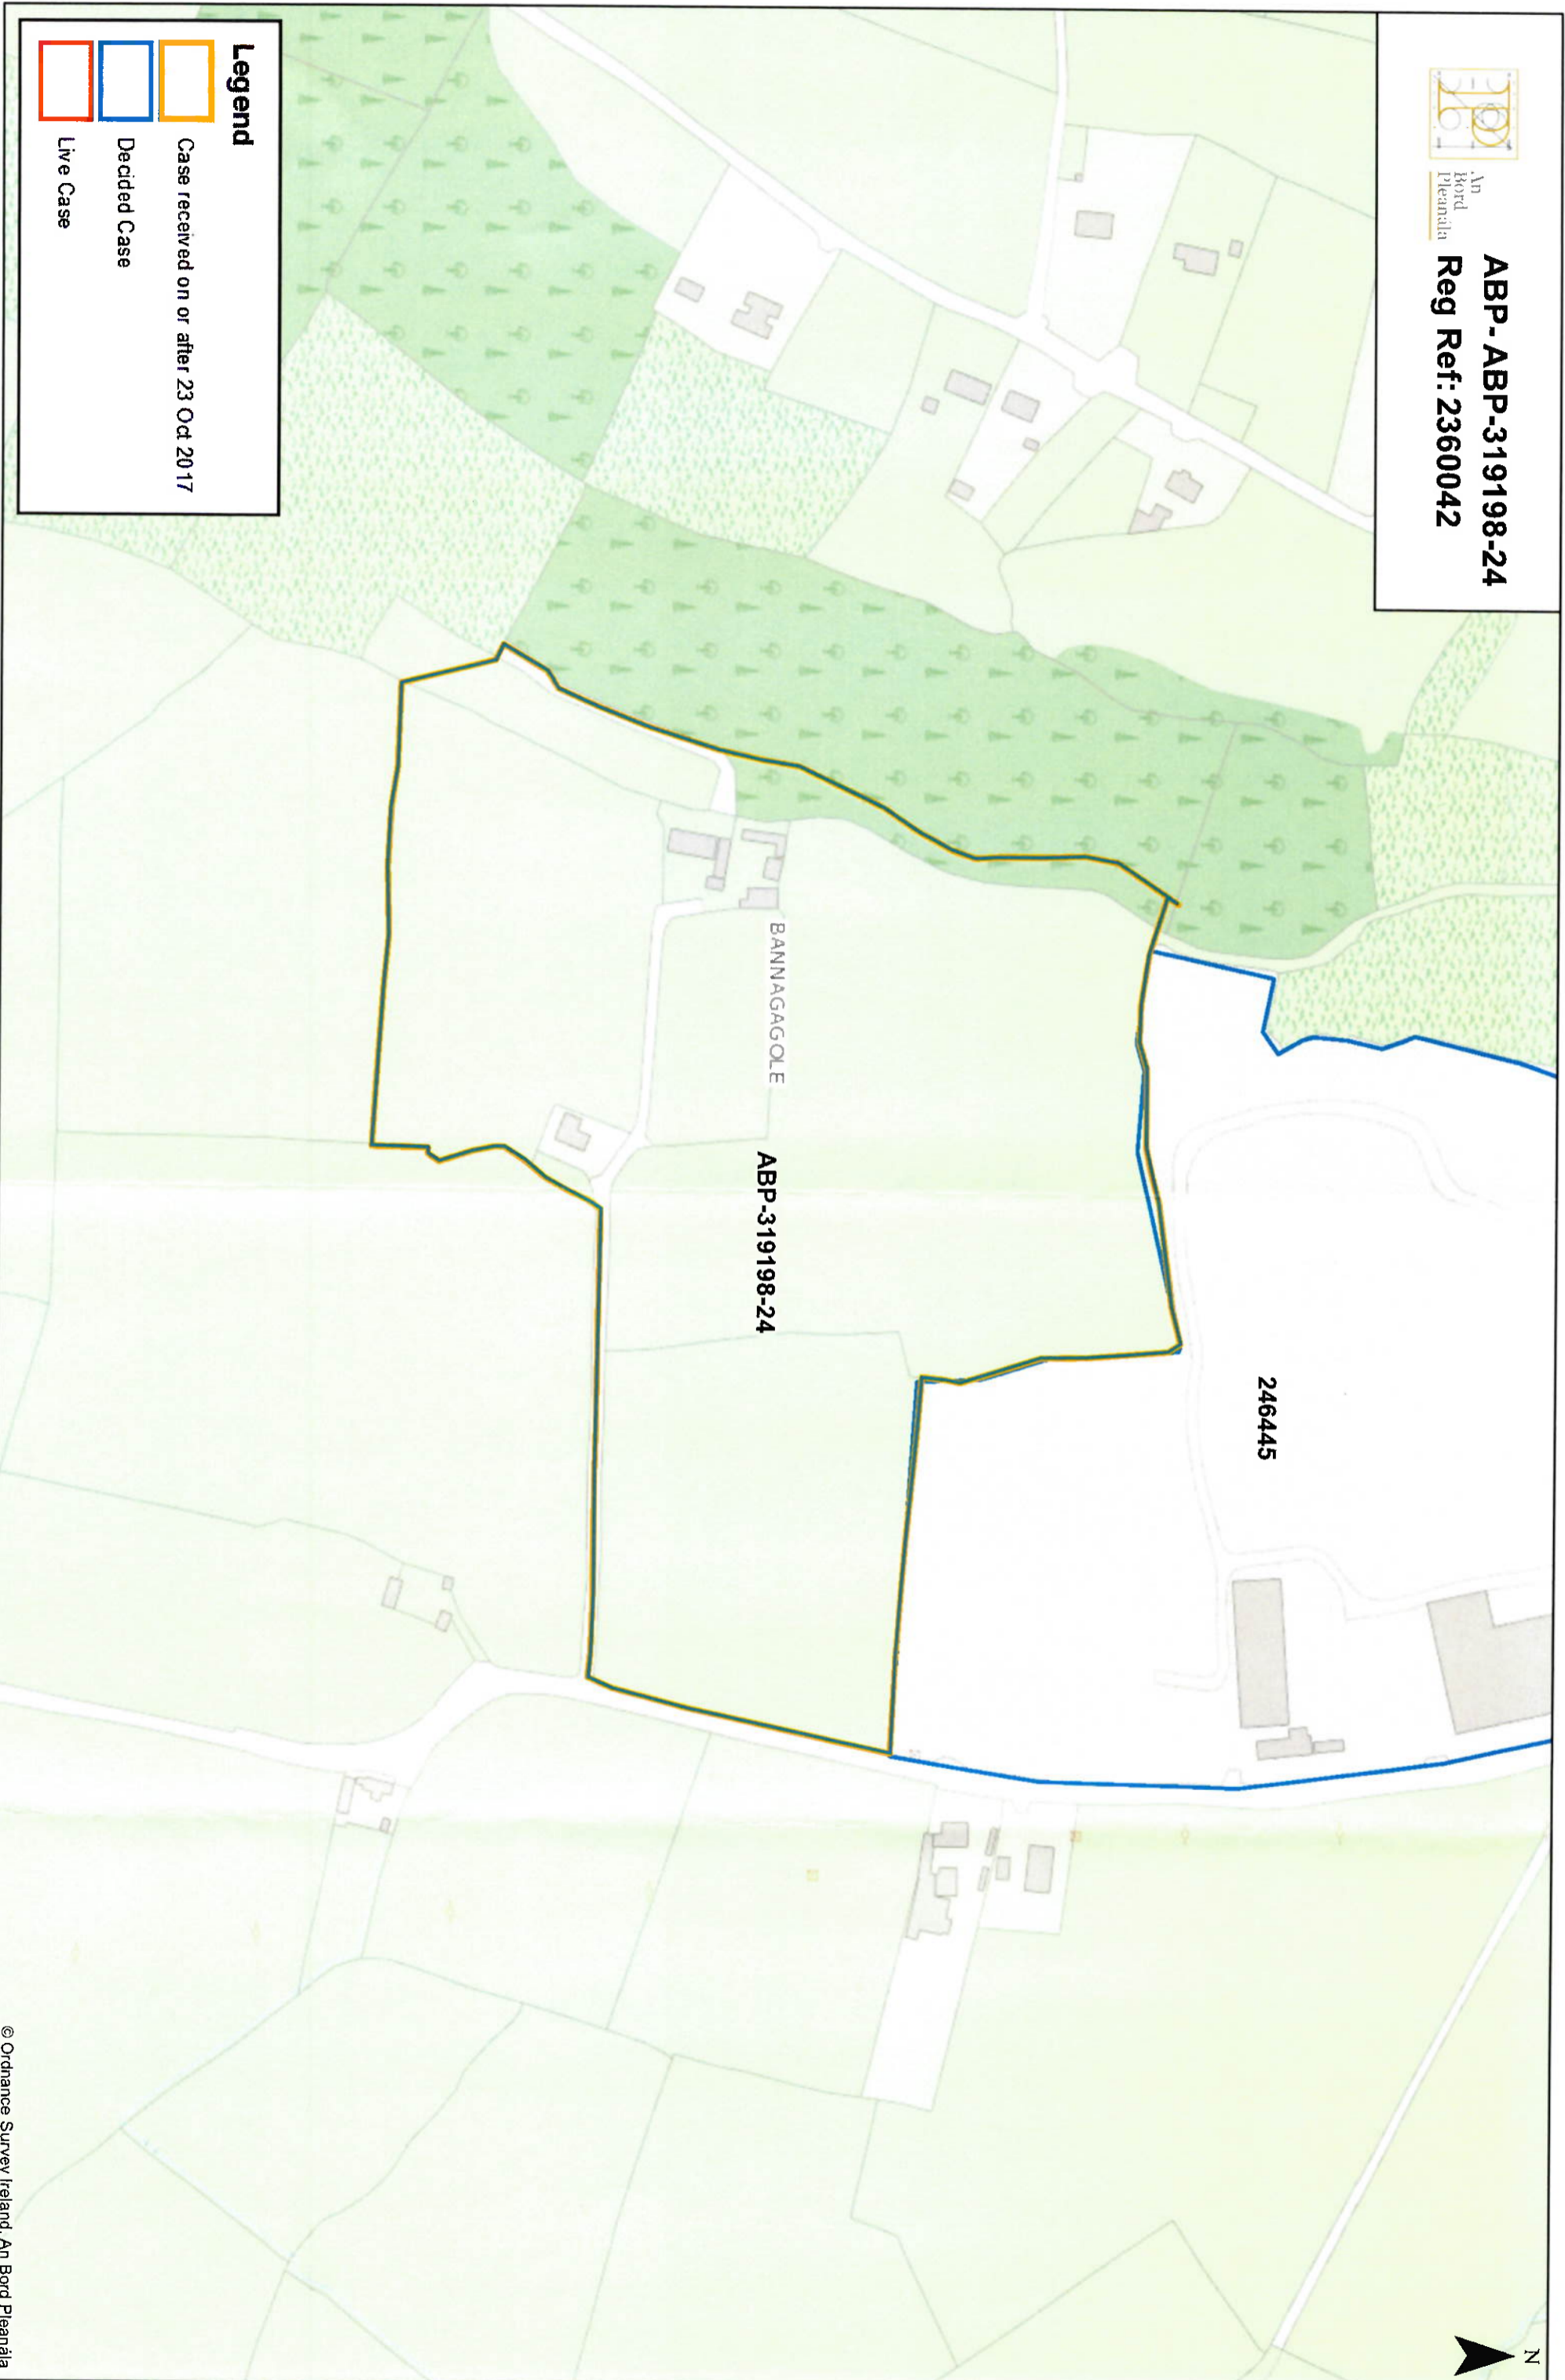 An
Bord
Pleanála
ABP- ABP-319198-24
Reg Ref: 2360042
N
246445
BANNAGAGOLE
ABP-319198-24
Legend
Case received on or after 23 Oct 2017
Decided Case
Live Case
© Ordnance Survey Ireland, An Bord Pleanála